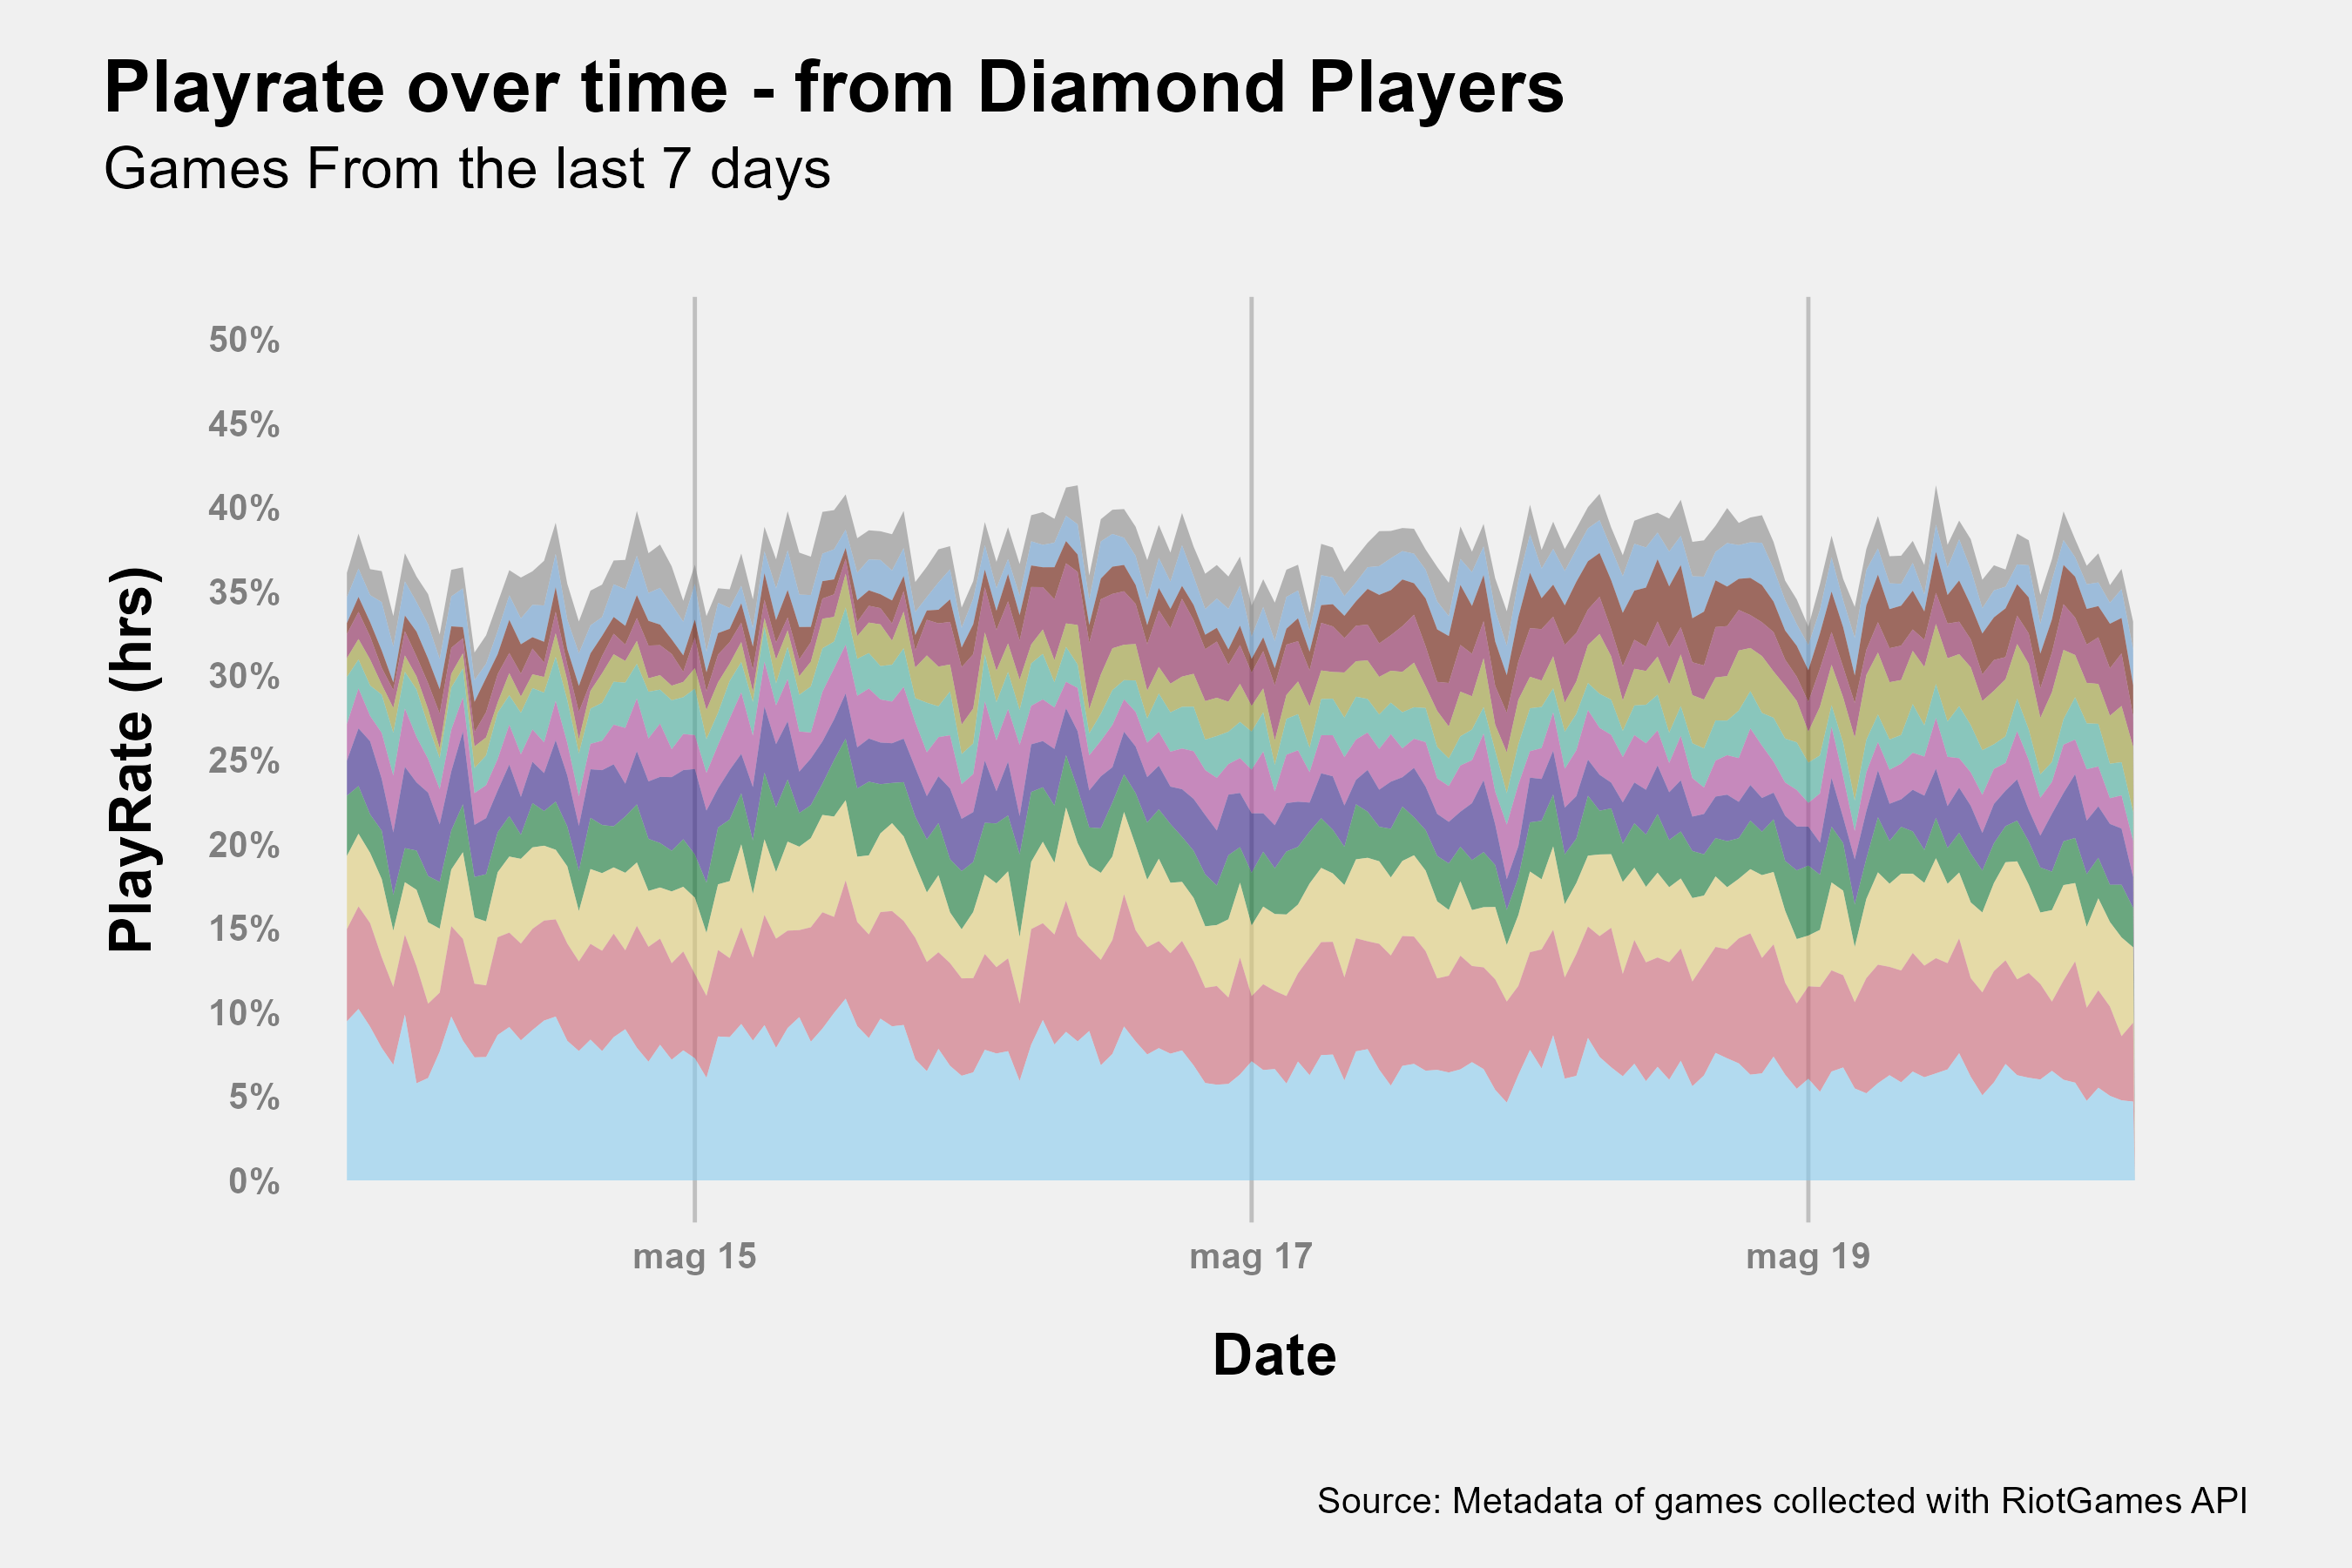 Playrate over time - from Diamond Players
Games From the last 7 days
PlayRate (hrs)
50%
45%
40%
35%
30%
25%
20%
15%
10%
5%
0%
mag 15
mag 17
mag 19
Date
Source: Metadata of games collected with RiotGames API